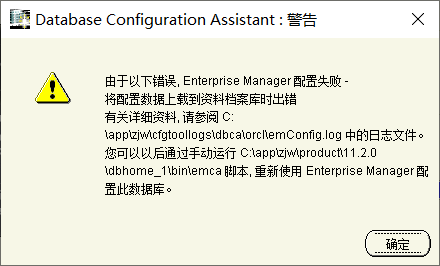 Database Configuration Assistant : 警告
由于以下错误, Enterprise Manager 配置失败 -
将配置数据上载到资料档案库时出错
有关详细资料, 请参阅 C:
\app\zjw\cfgtoollogs\dbca\orcl\emConfig.log 中的日志文件。
您可以以后通过手动运行 C:\app\zjw\product\11.2.0
\dbhome_1\bin\emca 脚本, 重新使用 Enterprise Manager 配
置此数据库。
确定